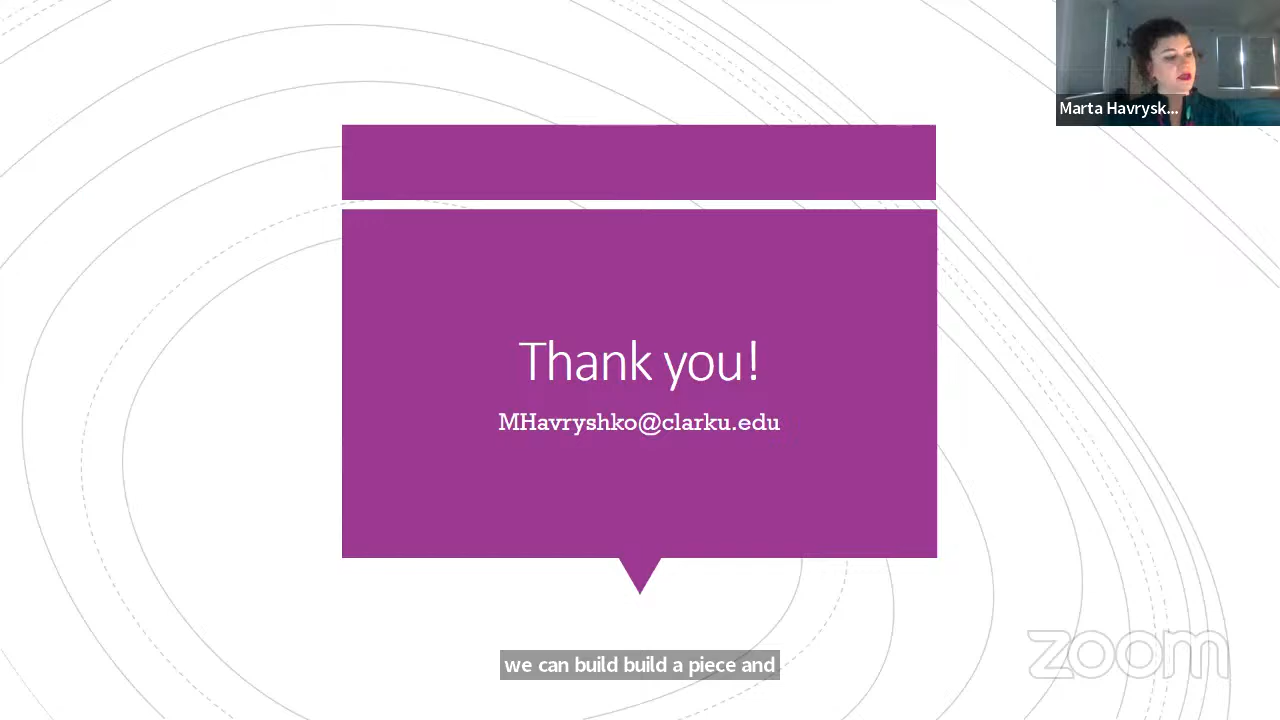 Marta Havrysk...
Thank you!
MHavryshko@clarku.edu
we can build build a piece and
zoom